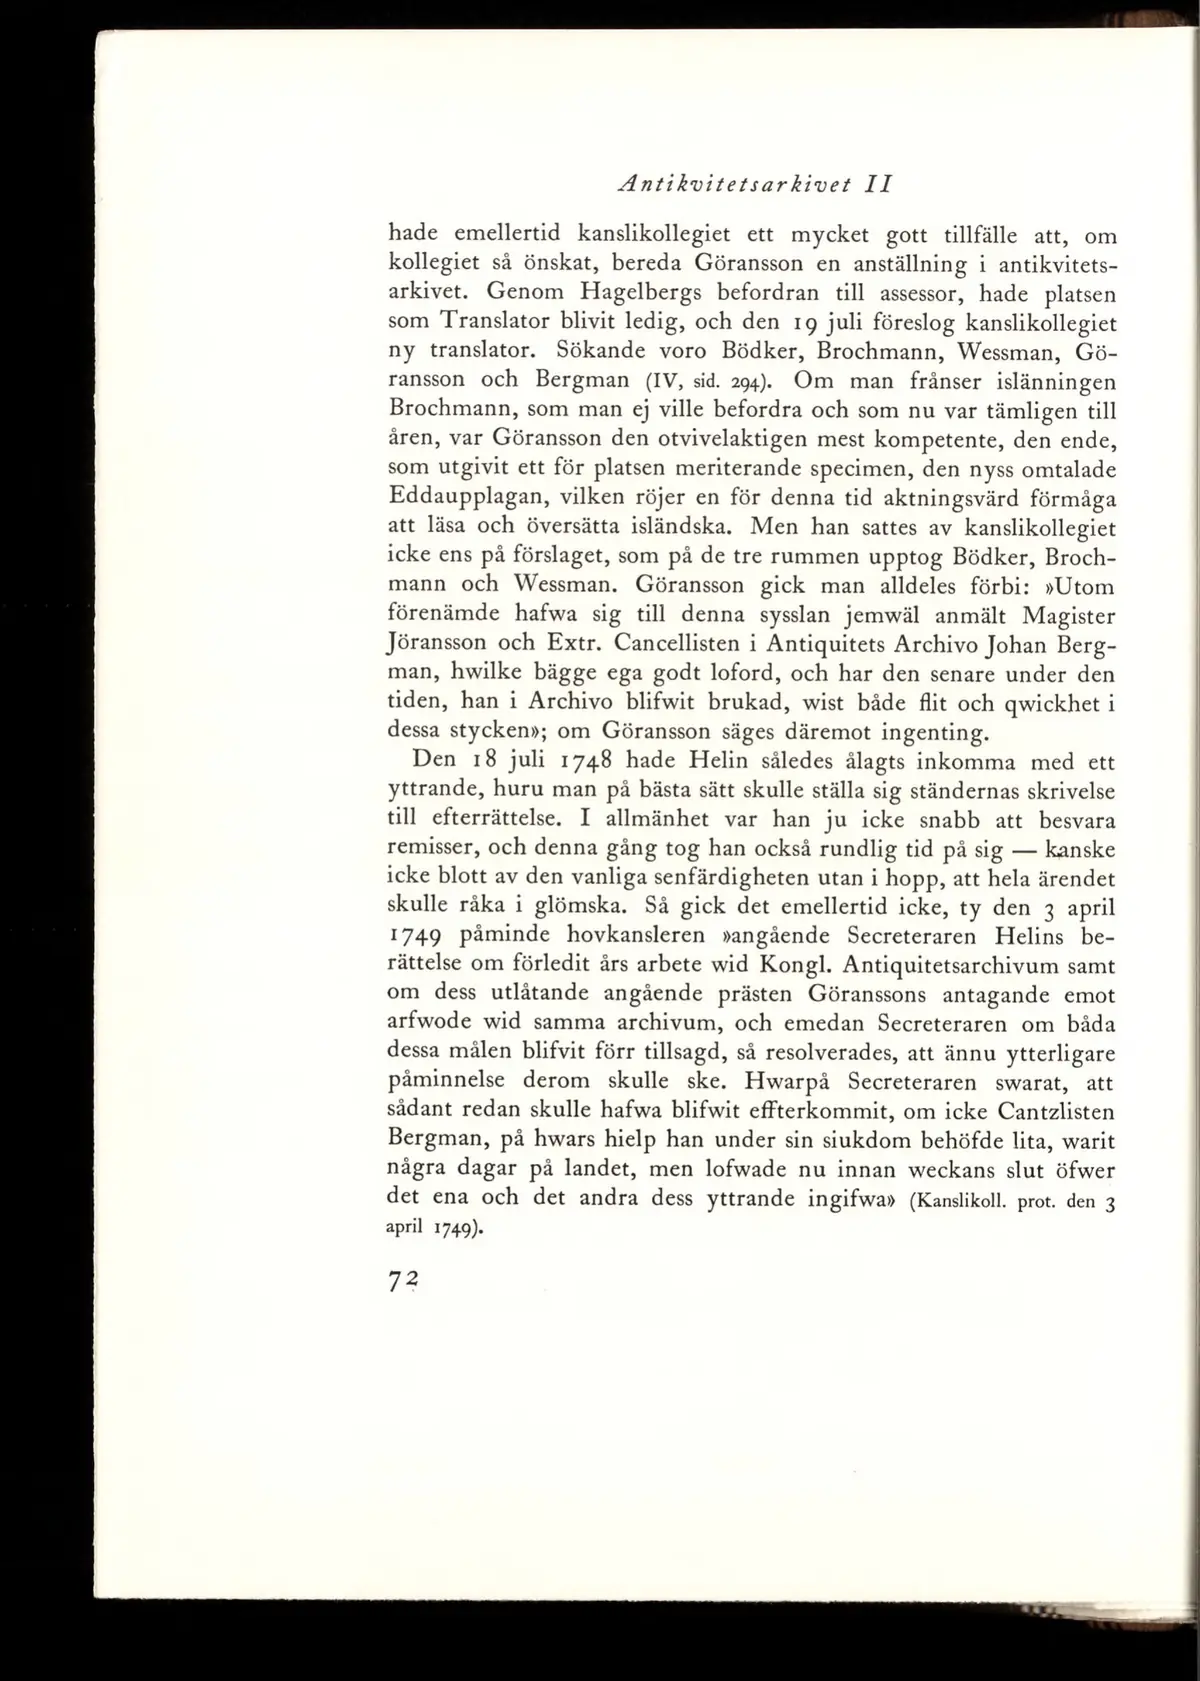 Antikvitetsarkivet II
hade emellertid kanslikollegiet ett mycket gott tillfälle att, om
kollegiet så önskat, bereda Göransson en anställning i antikvitets-
arkivet. Genom Hagelbergs befordran till assessor, hade platsen
som Translator blivit ledig, och den 19 juli föreslog kanslikollegiet
ny translator. Sökande voro Bödker, Brochmann, Wessman, Gö-
ransson och Bergman (IV, sid. 294). Om man frånser islänningen
Brochmann, som man ej ville befordra och som nu var tämligen till
åren, var Göransson den otvivelaktigen mest kompetente, den ende,
som utgivit ett för platsen meriterande specimen, den nyss omtalade
Eddaupplagan, vilken röjer en för denna tid aktningsvärd förmåga
att läsa och översätta isländska. Men han sattes av kanslikollegiet
icke ens på förslaget, som på de tre rummen upptog Bödker, Broch-
mann och Wessman. Göransson gick man alldeles förbi: »Utom
förenämde hafwa sig till denna sysslan jemwäl anmält Magister
Jöransson och Extr. Cancellisten i Antiquitets Archivo Johan Berg-
man, hwilke bägge ega godt loford, och har den senare under den
tiden, han i Archivo blifwit brukad, wist både flit och qwickhet i
dessa stycken»; om Göransson säges däremot ingenting.
Den 18 juli 1748 hade Helin således ålagts inkomma med ett
yttrande, huru man på bästa sätt skulle ställa sig ständernas skrivelse
till efterrättelse. I allmänhet var han ju icke snabb att besvara
remisser, och denna gång tog han också rundlig tid på sig — kanske
icke blott av den vanliga senfärdigheten utan i hopp, att hela ärendet
skulle råka i glömska. Så gick det emellertid icke, ty den 3 april
1749 påminde hovkansleren »angående Secreteraren Helins be-
rättelse om förledit års arbete wid Kongl. Antiquitetsarchivum samt
om dess utlåtande angående prästen Göranssons antagande emot
arfwode wid samma archivum, och emedan Secreteraren om båda
dessa målen blifvit förr tillsagd, så resolverades, att ännu ytterligare
påminnelse derom skulle ske. Hwarpå Secreteraren swarat, att
sådant redan skulle hafwa blifwit effterkommit, om icke Cantzlisten
Bergman, på hwars hielp han under sin siukdom behöfde lita, warit
några dagar på landet, men lofwade nu innan weckans slut öfwer
det ena och det andra dess yttrande ingifwa» (Kanslikoll. prot. den 3
april 1749).
72